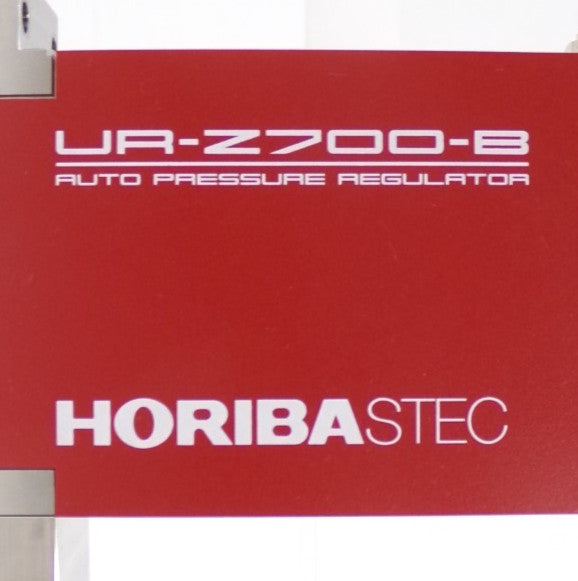 UR-Z700-B
AUTO PRESSURE REGULATOR
HORIBASTEC